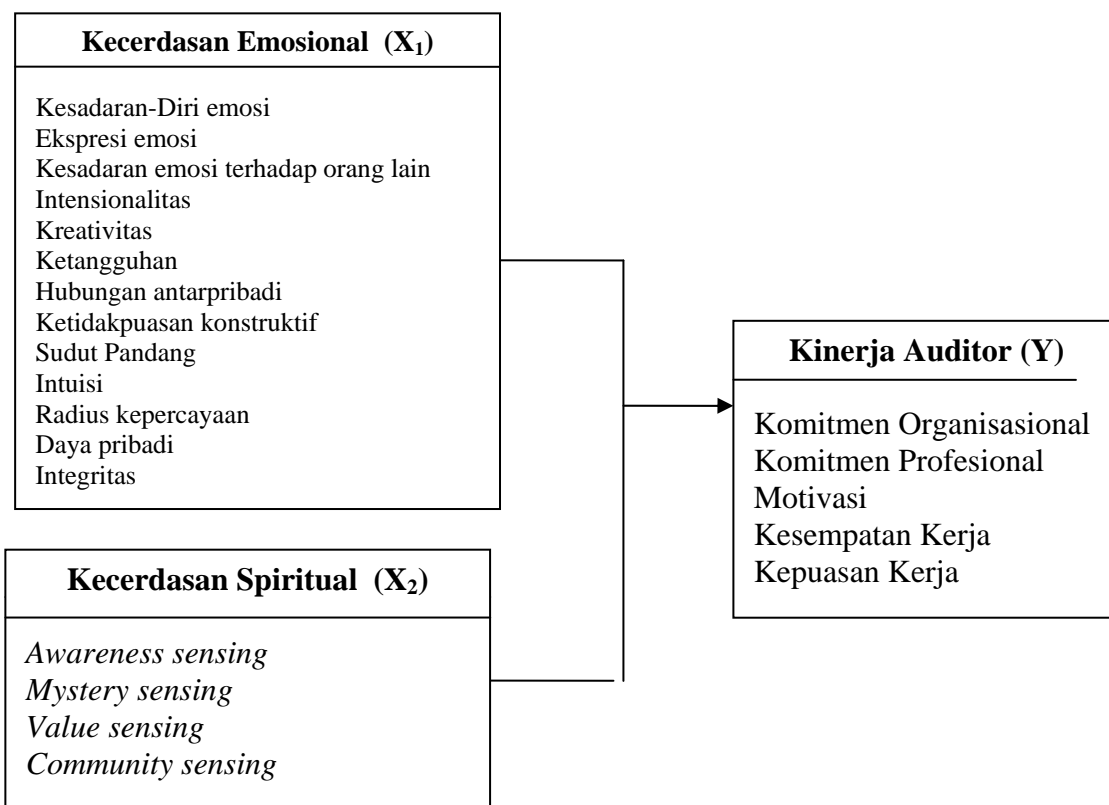 Kecerdasan Emosional (X₁)
Kesadaran-Diri emosi
Ekspresi emosi
Kesadaran emosi terhadap orang lain
Intensionalitas
Kreativitas
Ketangguhan
Hubungan antarpribadi
Ketidakpuasan konstruktif
Sudut Pandang
Intuisi
Radius kepercayaan
Daya pribadi
Integritas
Kecerdasan Spiritual (X₂)
Awareness sensing
Mystery sensing
Value sensing
Community sensing
Kinerja Auditor (Y)
Komitmen Organisasional
Komitmen Profesional
Motivasi
Kesempatan Kerja
Kepuasan Kerja